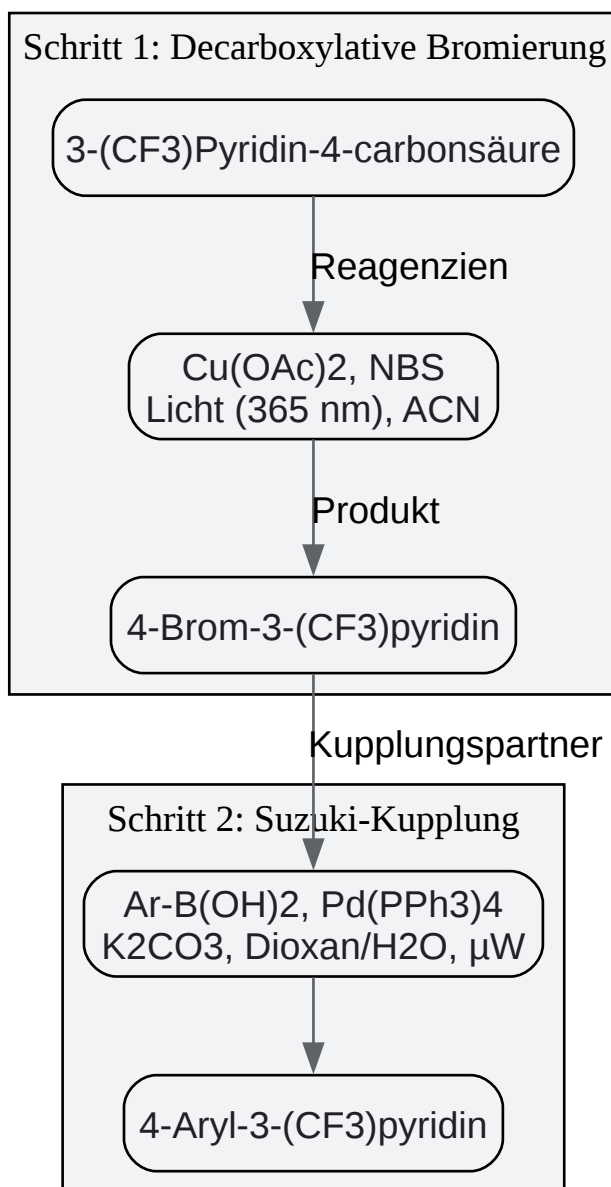 Schritt 1: Decarboxylative Bromierung
3-(CF3)Pyridin-4-carbonsäure
Reagenzien
Cu(OAc)2, NBS
Licht (365 nm), ACN
Produkt
4-Brom-3-(CF3)pyridin
Kupplungspartner
Schritt 2: Suzuki-Kupplung
Ar-B(OH)2, Pd(PPh3)4
K2CO3, Dioxan/H2O, µW
4-Aryl-3-(CF3)pyridin